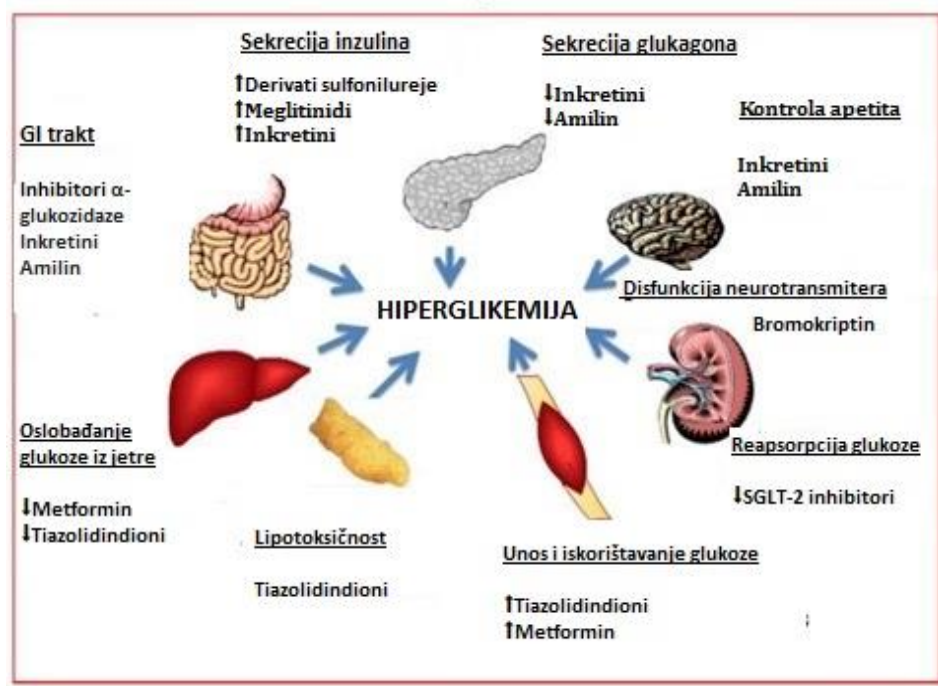 Sekrecija inzulina
↑Derivati sulfonilureje
↑Meglitinidi
↑Inkretini
Sekrecija glukagona
↓Inkretini
↓Amilin
Kontrola apetita
Inkretini
Amilin
GI trakt
Inhibitori α-
glukozidaze
Inkretini
Amilin
HIPERGLIKEMIJA
Disfunkcija neurotransmitera
Bromokriptin
Oslobađanje
glukoze iz jetre
↓Metformin
↓Tiazolidindioni
Lipotoksičnost
Tiazolidindioni
Unos i iskorištavanje glukoze
↑Tiazolidindioni
↑Metformin
Reapsorpcija glukoze
↓SGLT-2 inhibitori